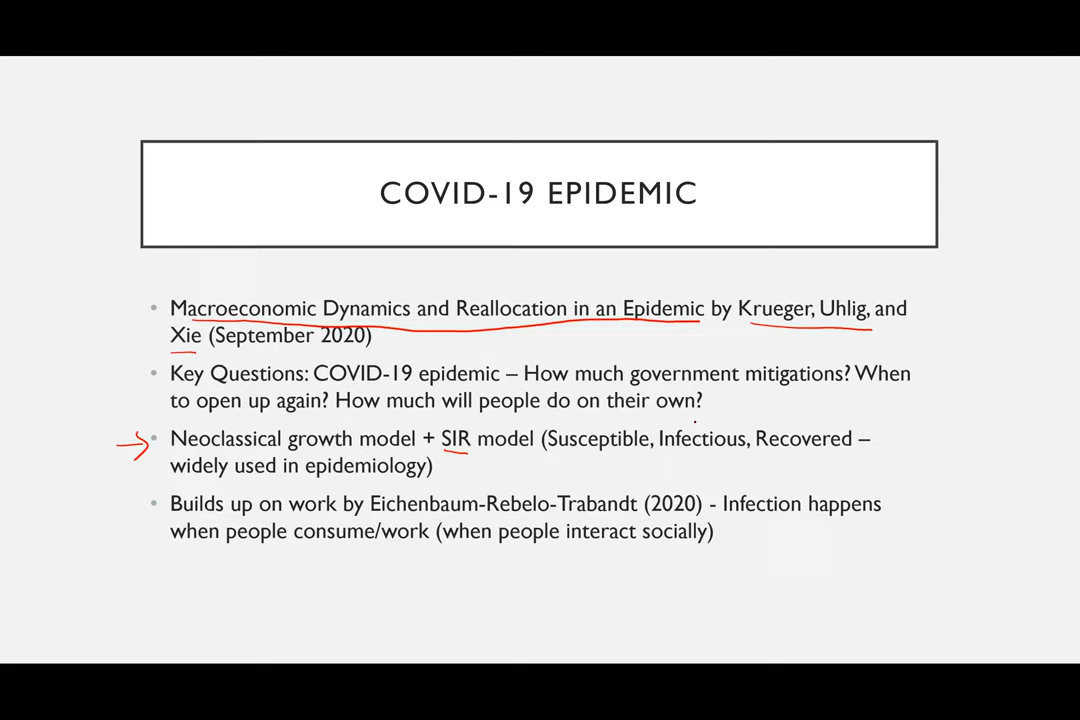 COVID-19 EPIDEMIC
• Macroeconomic Dynamics and Reallocation in an Epidemic by Krueger, Uhlig, and
Xie (September 2020)
• Key Questions: COVID-19 epidemic – How much government mitigations? When
to open up again? How much will people do on their own?
• Neoclassical growth model + SIR model (Susceptible, Infectious, Recovered –
widely used in epidemiology)
• Builds up on work by Eichenbaum-Rebelo-Trabandt (2020) - Infection happens
when people consume/work (when people interact socially)